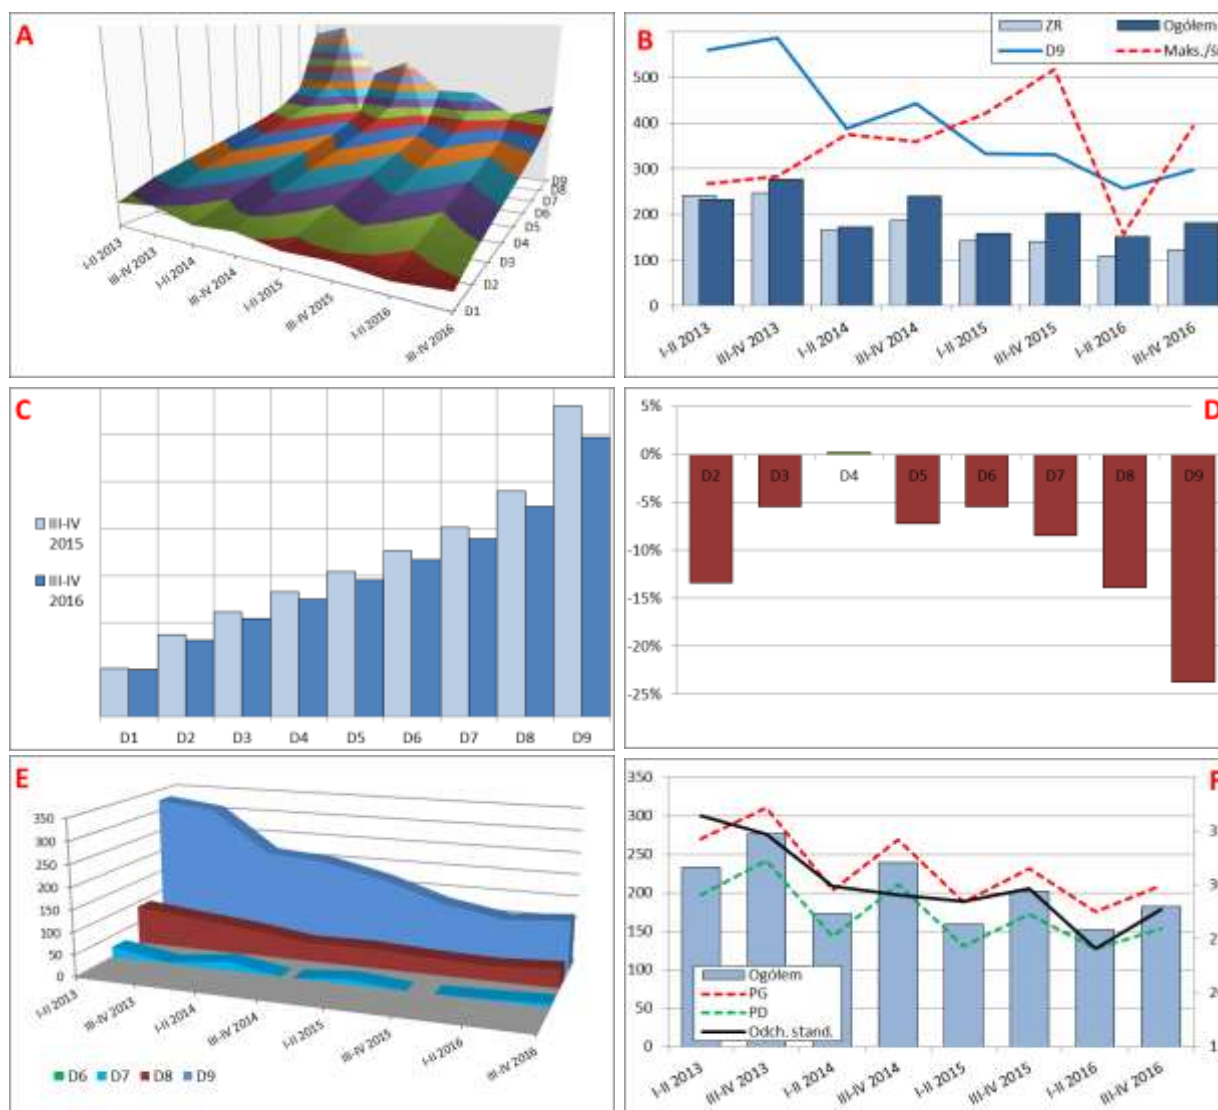 A
I-II 2013
III-IV 2013
I-II 2014
III-IV 2014
I-II 2015
III-IV 2015
I-II 2016
III-IV 2016
D9
D8
D7
D6
D5
D4
D3
D2
D1
B
ZR
Ogółem
D9
500
400
300
200
100
0
I-II 2013
III-IV 2013
I-II 2014
III-IV 2014
I-II 2015
III-IV 2015
I-II 2016
III-IV 2016
C
III-IV
2015
III-IV
2016
D1 D2 D3 D4 D5 D6 D7 D8 D9
D
5%
0%
-5%
-10%
-15%
-20%
-25%
D2 D3 D4 D5 D6 D7 D8 D9
E
350
300
250
200
150
100
50
0
I-II 2013
III-IV 2013
I-II 2014
III-IV 2014
I-II 2015
III-IV 2015
I-II 2016
III-IV 2016
D6 D7 D8 D9
F
350
300
250
200
150
100
50
0
3
3
2
2
1
Ogółem
PG
PD
Odch. stand.
I-II 2013
III-IV 2013
I-II 2014
III-IV 2014
I-II 2015
III-IV 2015
I-II 2016
III-IV 2016